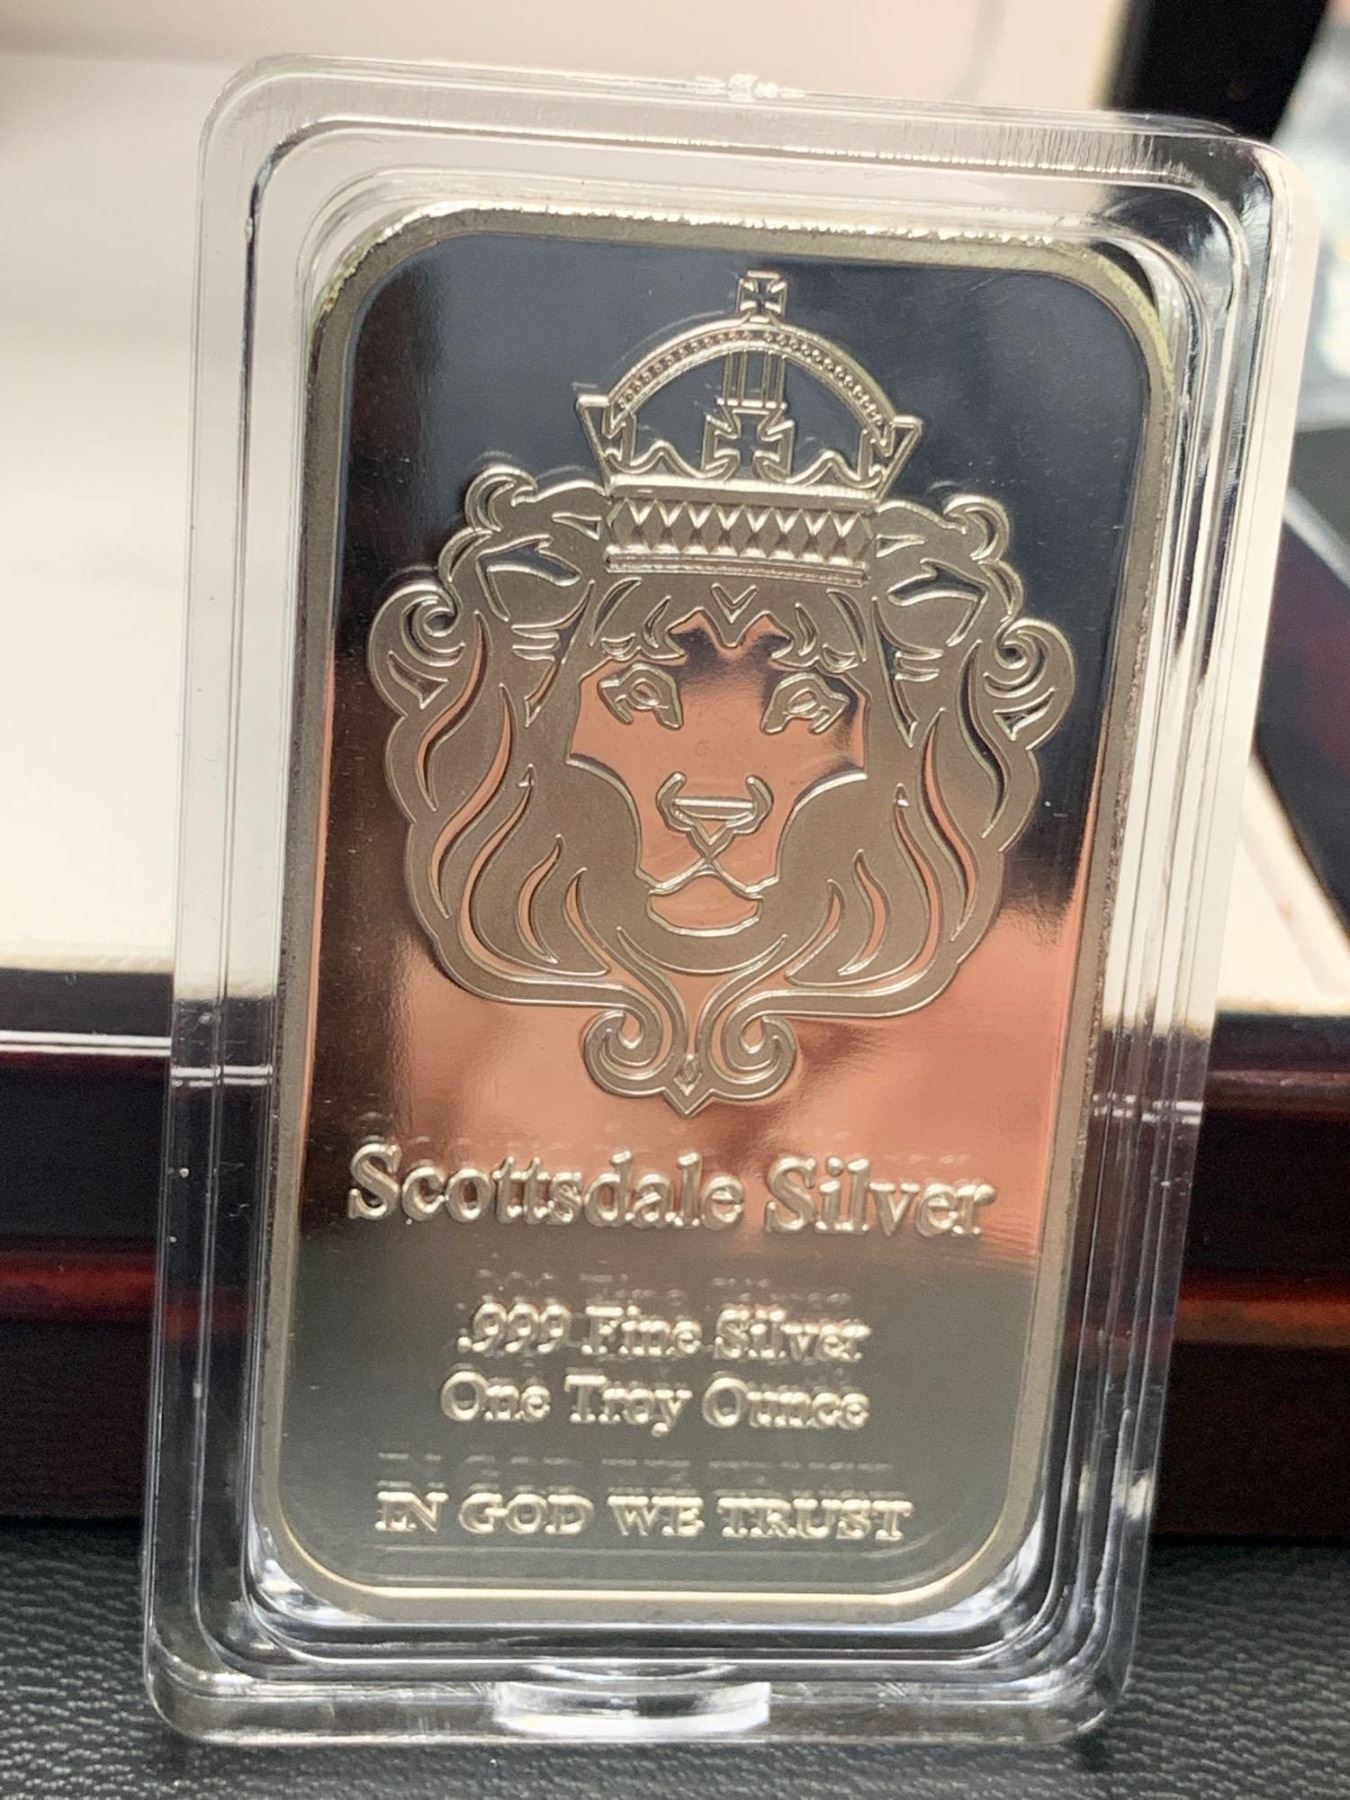 Scottsdale Silver
.999 Fine Silver
One Troy Ounce
IN GOD WE TRUST